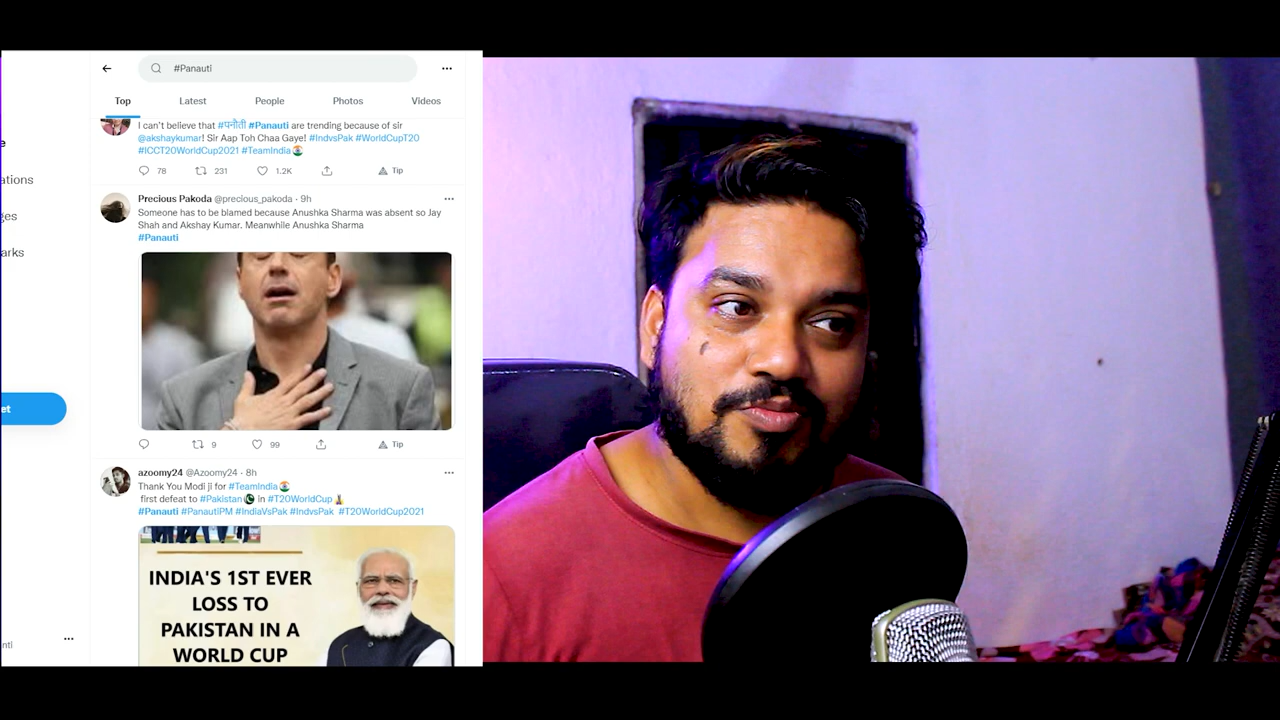 #Panauti
Top Latest People Photos Videos
I can't believe that #पनौती #Panauti are trending because of sir
@akshaykumar! Sir Aap Toh Chaa Gaye! #IndvsPak #WorldCupT20
#ICCT20WorldCup2021 #TeamIndia
78 231 1.2K Tip
Precious Pakoda @precious_pakoda · 9h
Someone has to be blamed because Anushka Sharma was absent so Jay
Shah and Akshay Kumar. Meanwhile Anushka Sharma
#Panauti
9 99 Tip
azoomy24 @Azoomy24 · 8h
Thank You Modi ji for #TeamIndia
first defeat to #Pakistan in #T20WorldCup
#Panauti #PanautiPM #IndiaVsPak #IndvsPak #T20WorldCup2021
INDIA'S 1ST EVER
LOSS TO
PAKISTAN IN A
WORLD CUP
e
ations
ges
arks
et
nti